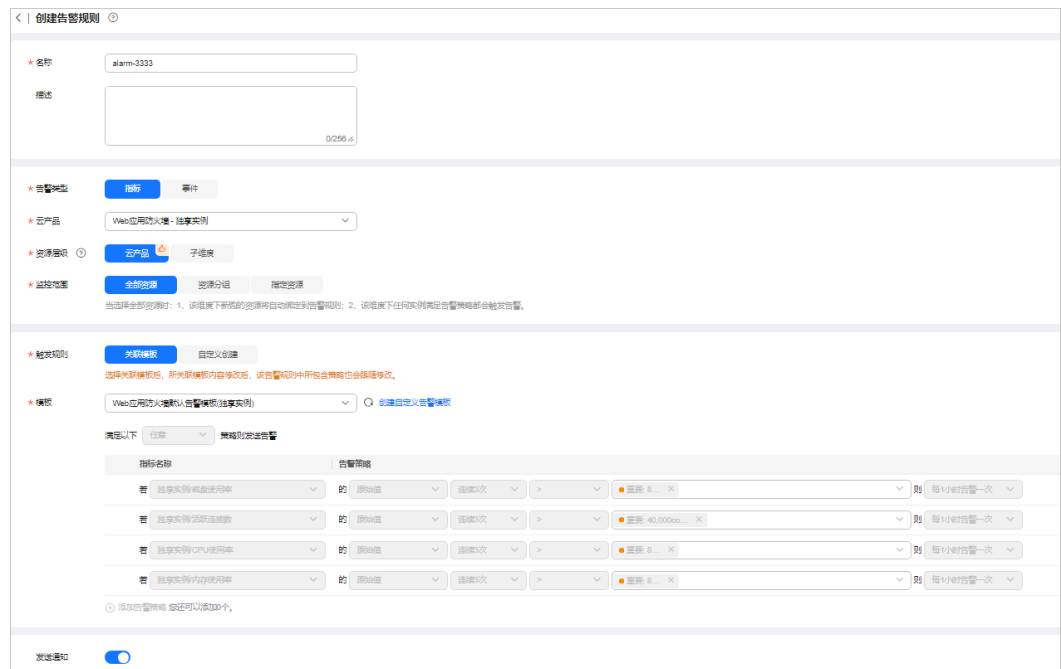 创建告警规则
* 名称 alarm-3333
描述
0/256
* 告警类型 指标 事件
* 云产品 Web应用防火墙 - 独享实例
* 资源层级 云产品 子维度
* 监控范围 全部资源 资源分组 指定资源
当选择全部资源时：1、该维度下新购的资源将自动绑定到告警规则；2、该维度下任何实例满足告警策略都会触发告警。
* 触发规则 关联模板 自定义创建
选择关联模板后，所关联模板内容修改后，该告警规则中所包含策略也会跟随修改。
* 模板 Web应用防火墙默认告警模板(独享实例) 创建自定义告警模板
满足以下 任意 策略则发送告警
指标名称 告警策略
若 独享实例/磁盘使用率 的 原始值 连续3次 > 重要: 8... × 则 每1小时告警一次
若 独享实例/活跃连接数 的 原始值 连续3次 > 重要: 40,000co... × 则 每1小时告警一次
若 独享实例/CPU使用率 的 原始值 连续3次 > 重要: 8... × 则 每1小时告警一次
若 独享实例/内存使用率 的 原始值 连续3次 > 重要: 8... × 则 每1小时告警一次
添加告警策略 您还可以添加0个。
发送通知